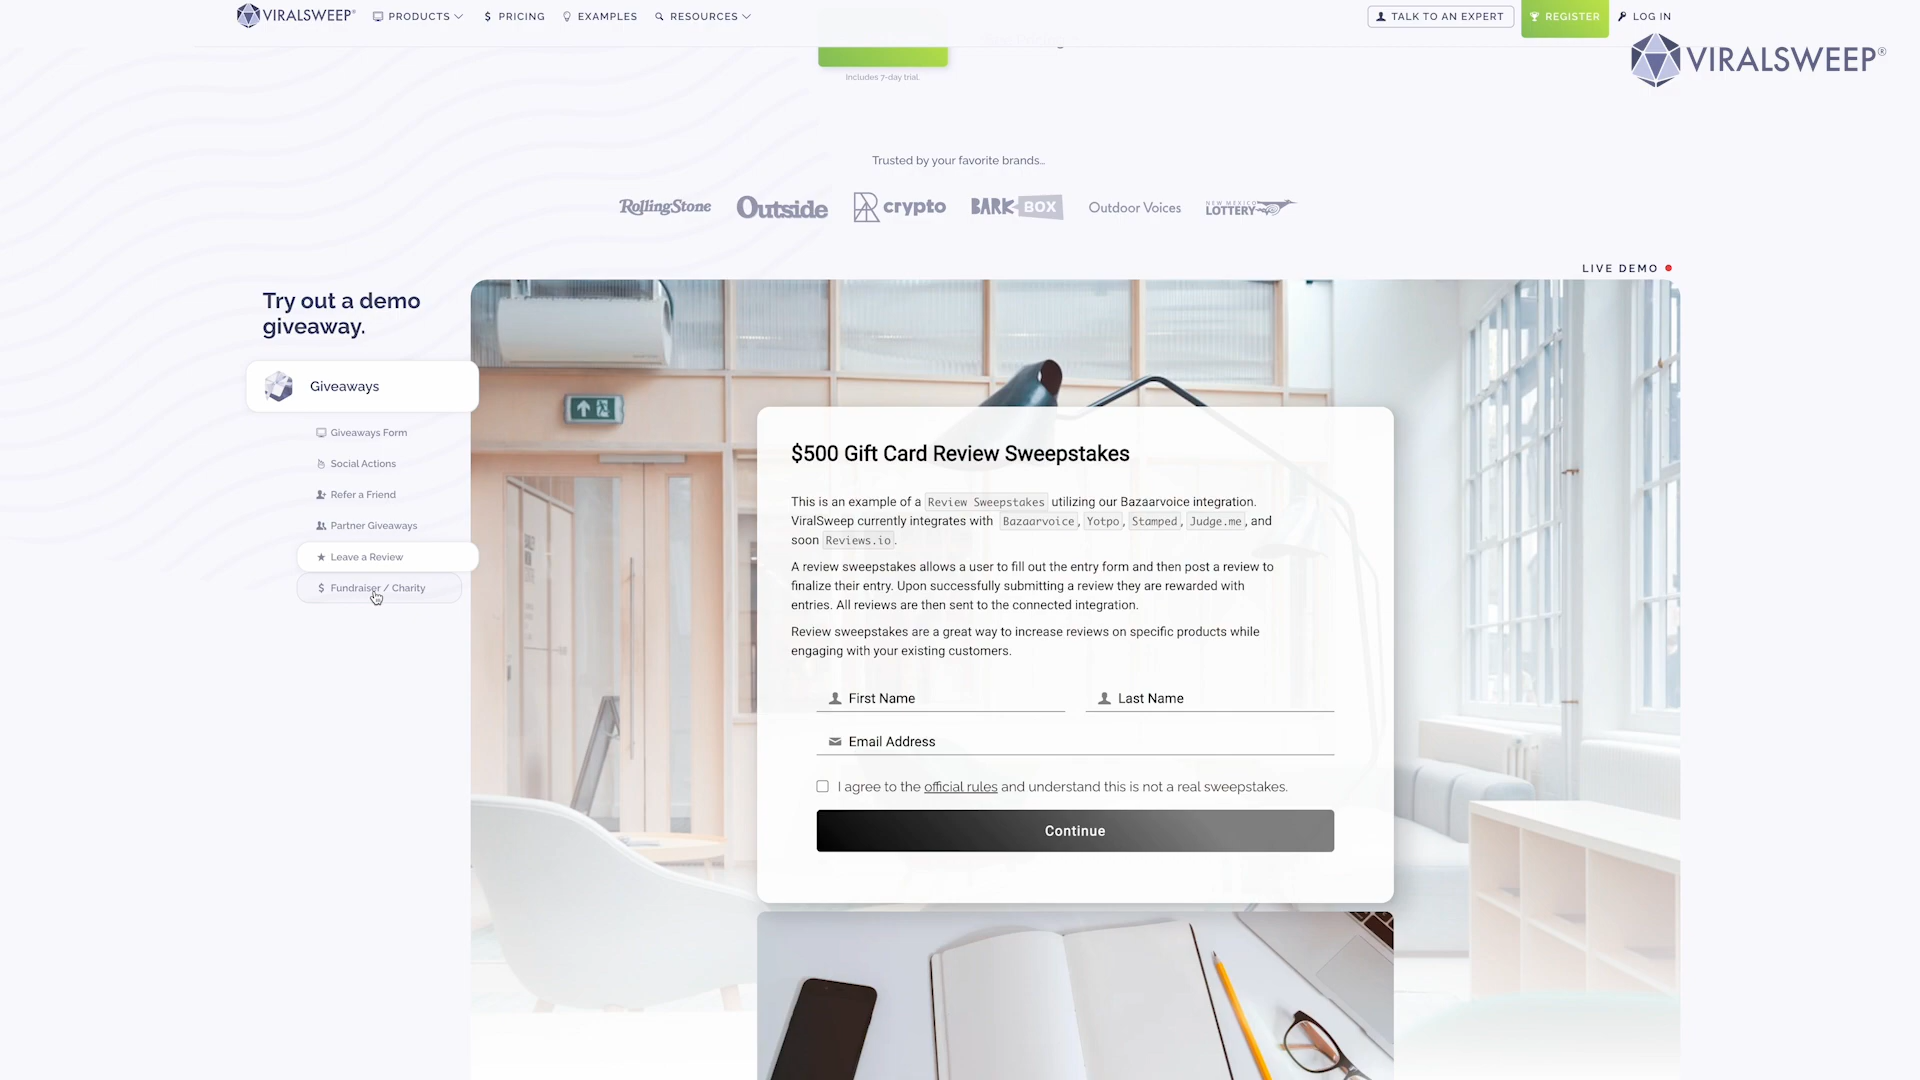 VIRALSWEEP®
PRODUCTS
$ PRICING
EXAMPLES
RESOURCES
TALK TO AN EXPERT
REGISTER
LOG IN
VIRALSWEEP®
Includes 7-day trial.
Trusted by your favorite brands...
RollingStone
Outside
crypto
BARK BOX
Outdoor Voices
NEW MEXICO
LOTTERY
LIVE DEMO
Try out a demo
giveaway.
Giveaways
Giveaways Form
Social Actions
Refer a Friend
Partner Giveaways
Leave a Review
$ Fundraiser / Charity
$500 Gift Card Review Sweepstakes
This is an example of a Review Sweepstakes utilizing our Bazaarvoice integration.
ViralSweep currently integrates with Bazaarvoice, Yotpo, Stamped, Judge.me, and
soon Reviews.io.
A review sweepstakes allows a user to fill out the entry form and then post a review to
finalize their entry. Upon successfully submitting a review they are rewarded with
entries. All reviews are then sent to the connected integration.
Review sweepstakes are a great way to increase reviews on specific products while
engaging with your existing customers.
First Name
Last Name
Email Address
I agree to the official rules and understand this is not a real sweepstakes.
Continue